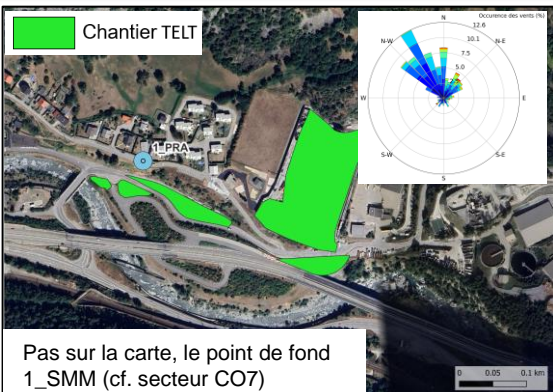 Chantier TELT
Occurence des vents (%)
N
12.6
10.1
7.5
5.0
N-W
N-E
W
E
S-W
S-E
S
1_PRA
Pas sur la carte, le point de fond
1_SMM (cf. secteur CO7)
0 0.05 0.1 km